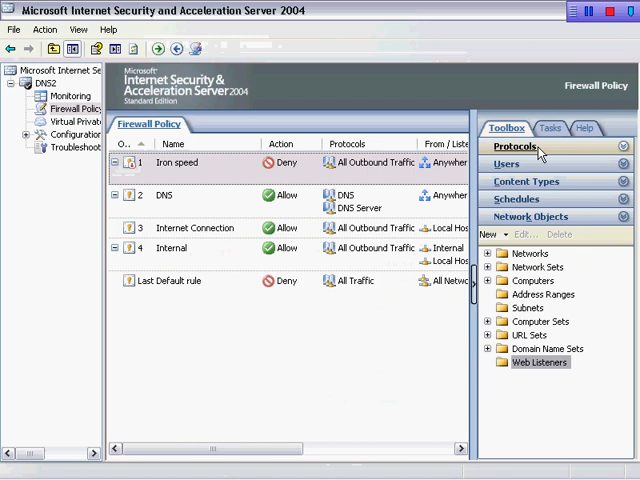 Microsoft Internet Security and Acceleration Server 2004
File Action View Help
Microsoft Internet Se
DNS2
Monitoring
Firewall Policy
Virtual Privat
Configuration
Troubleshoot
Microsoft
Internet Security &
Acceleration Server 2004
Standard Edition
Firewall Policy
Firewall Policy
O.. Name Action Protocols From / Liste
1 Iron speed Deny All Outbound Traffic Anywher
2 DNS Allow DNS Anywher
DNS Server
3 Internet Connection Allow All Outbound Traffic Local Hos
4 Internal Allow All Outbound Traffic Internal
Local Hos
Last Default rule Deny All Traffic All Netwo
Toolbox Tasks Help
Protocols
Users
Content Types
Schedules
Network Objects
New Edit... Delete
Networks
Network Sets
Computers
Address Ranges
Subnets
Computer Sets
URL Sets
Domain Name Sets
Web Listeners